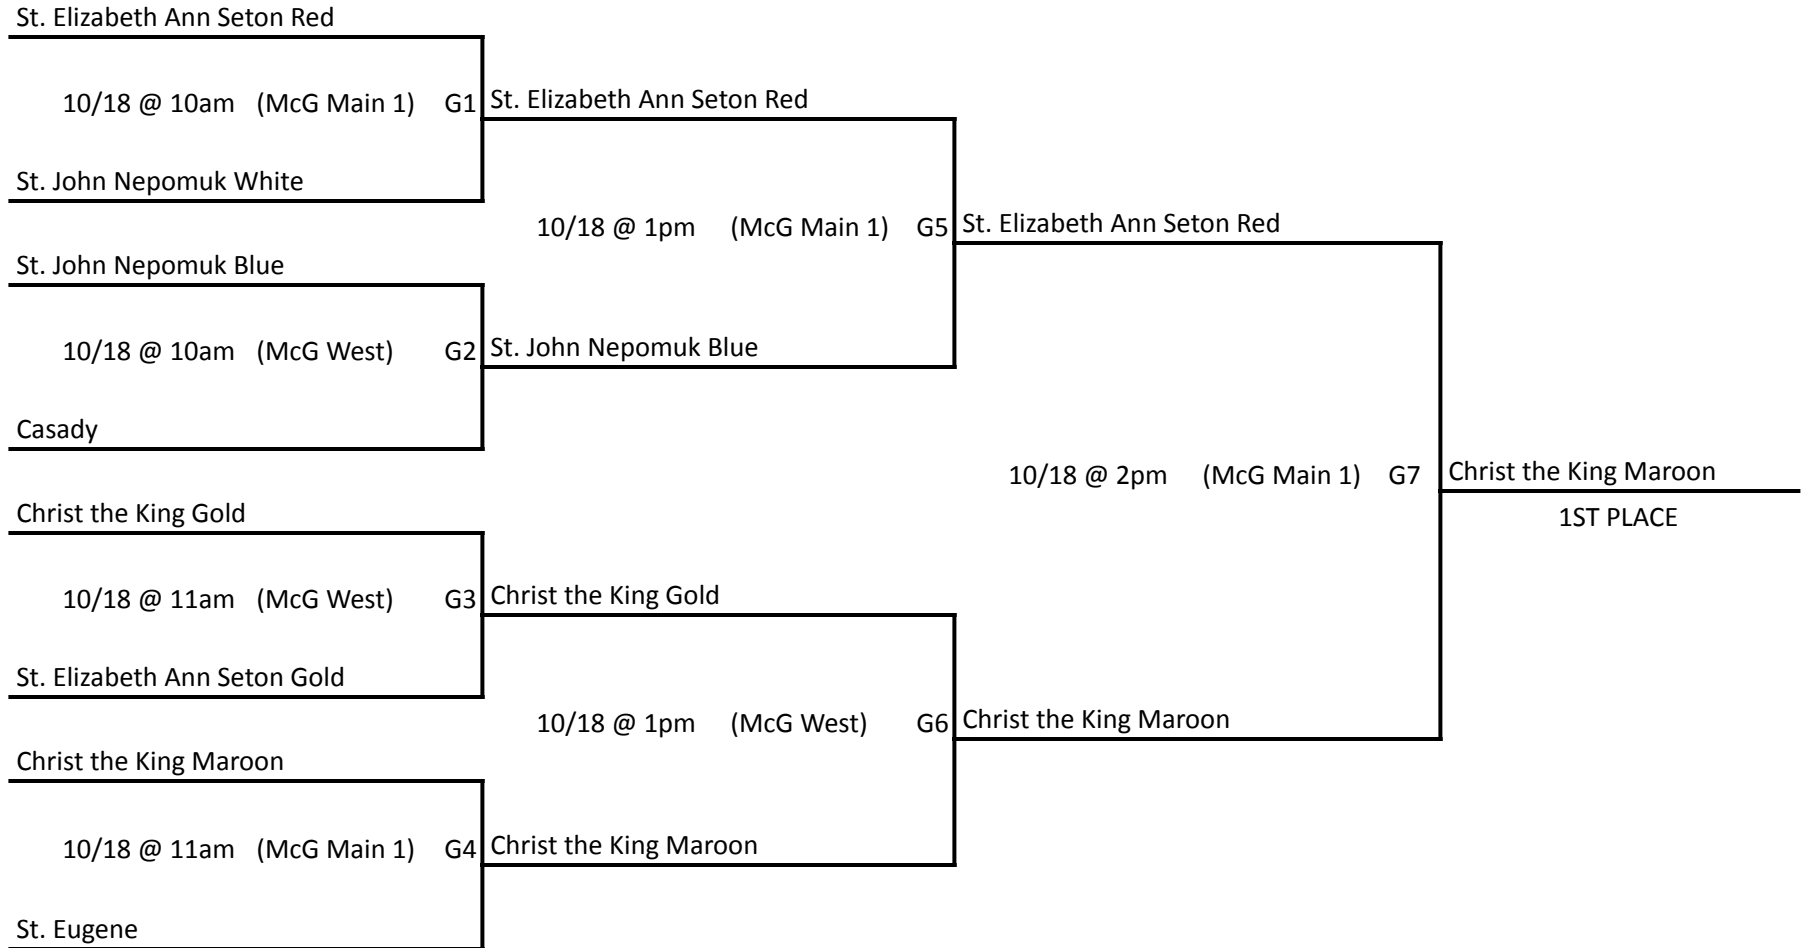 St. Elizabeth Ann Seton Red
10/18 @ 10am (McG Main 1) G1
St. Elizabeth Ann Seton Red
St. John Nepomuk White
10/18 @ 1pm (McG Main 1) G5
St. Elizabeth Ann Seton Red
St. John Nepomuk Blue
10/18 @ 10am (McG West) G2
St. John Nepomuk Blue
Casady
10/18 @ 2pm (McG Main 1) G7
Christ the King Maroon
1ST PLACE
Christ the King Gold
10/18 @ 11am (McG West) G3
Christ the King Gold
St. Elizabeth Ann Seton Gold
10/18 @ 1pm (McG West) G6
Christ the King Maroon
Christ the King Maroon
10/18 @ 11am (McG Main 1) G4
Christ the King Maroon
St. Eugene